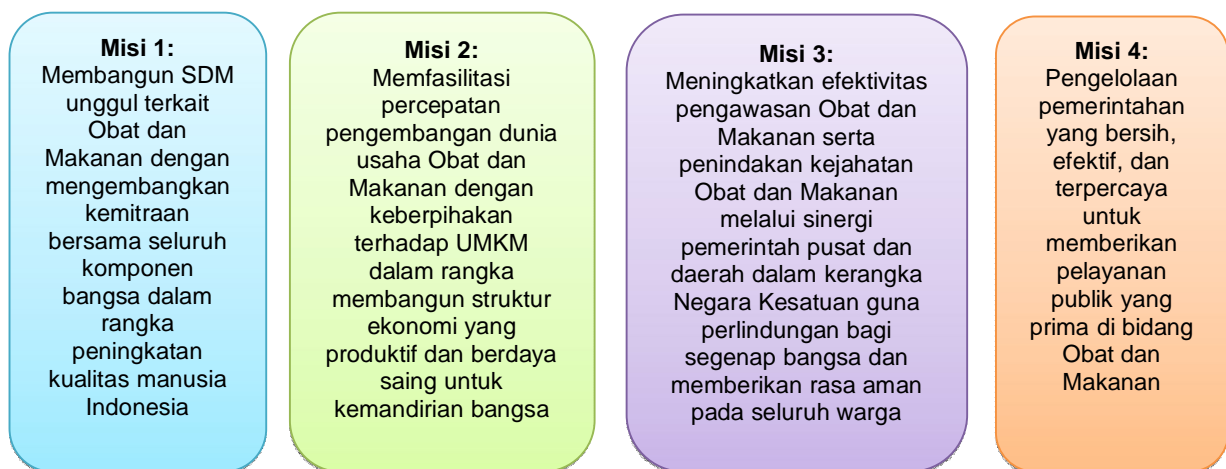 Misi 1:
Membangun SDM
unggul terkait
Obat dan
Makanan dengan
mengembangkan
kemitraan
bersama seluruh
komponen
bangsa dalam
rangka
peningkatan
kualitas manusia
Indonesia
Misi 2:
Memfasilitasi
percepatan
pengembangan dunia
usaha Obat dan
Makanan dengan
keberpihakan
terhadap UMKM
dalam rangka
membangun struktur
ekonomi yang
produktif dan berdaya
saing untuk
kemandirian bangsa
Misi 3:
Meningkatkan efektivitas
pengawasan Obat dan
Makanan serta
penindakan kejahatan
Obat dan Makanan
melalui sinergi
pemerintah pusat dan
daerah dalam kerangka
Negara Kesatuan guna
perlindungan bagi
segenap bangsa dan
memberikan rasa aman
pada seluruh warga
Misi 4:
Pengelolaan
pemerintahan
yang bersih,
efektif, dan
terpercaya
untuk
memberikan
pelayanan
publik yang
prima di bidang
Obat dan
Makanan